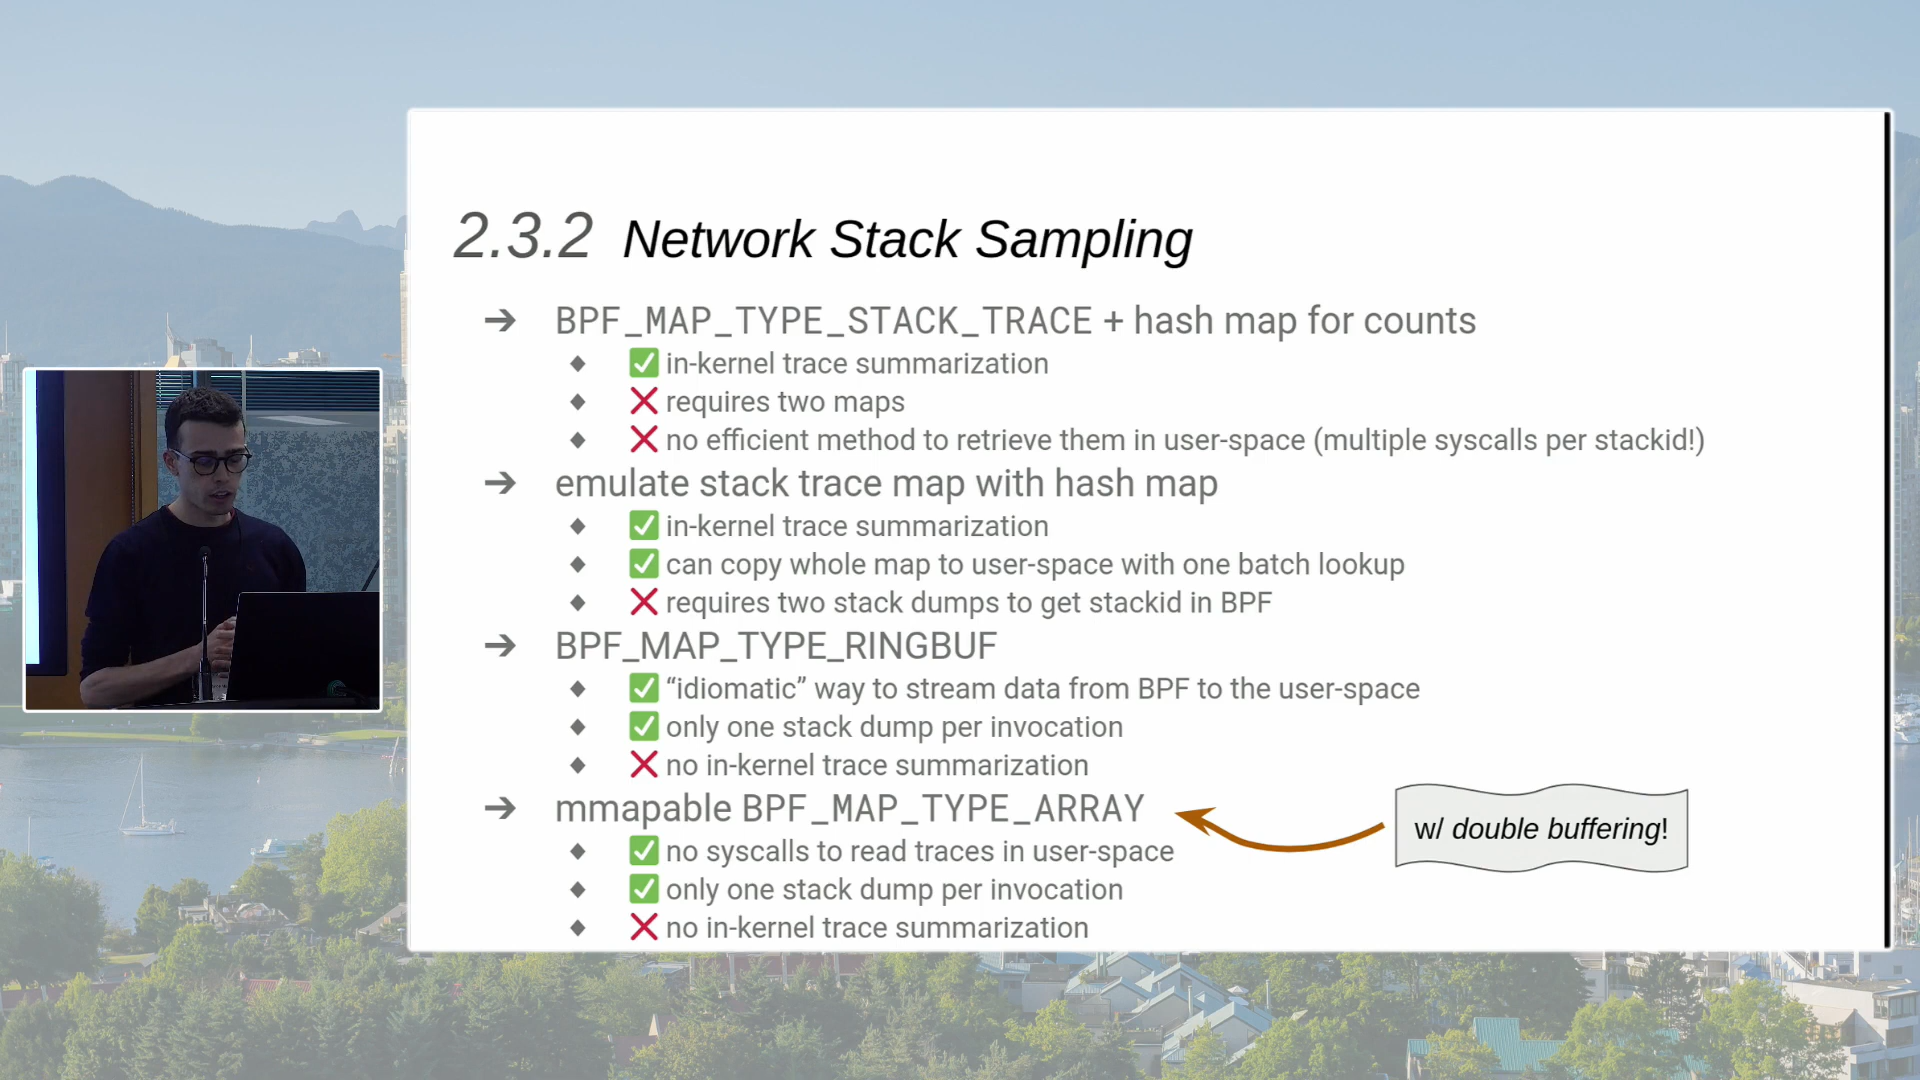 2.3.2 Network Stack Sampling
➔ BPF_MAP_TYPE_STACK_TRACE + hash map for counts
◆ ✅ in-kernel trace summarization
◆ ❌ requires two maps
◆ ❌ no efficient method to retrieve them in user-space (multiple syscalls per stackid!)
➔ emulate stack trace map with hash map
◆ ✅ in-kernel trace summarization
◆ ✅ can copy whole map to user-space with one batch lookup
◆ ❌ requires two stack dumps to get stackid in BPF
➔ BPF_MAP_TYPE_RINGBUF
◆ ✅ “idiomatic” way to stream data from BPF to the user-space
◆ ✅ only one stack dump per invocation
◆ ❌ no in-kernel trace summarization
➔ mmapable BPF_MAP_TYPE_ARRAY
w/ double buffering!
◆ ✅ no syscalls to read traces in user-space
◆ ✅ only one stack dump per invocation
◆ ❌ no in-kernel trace summarization